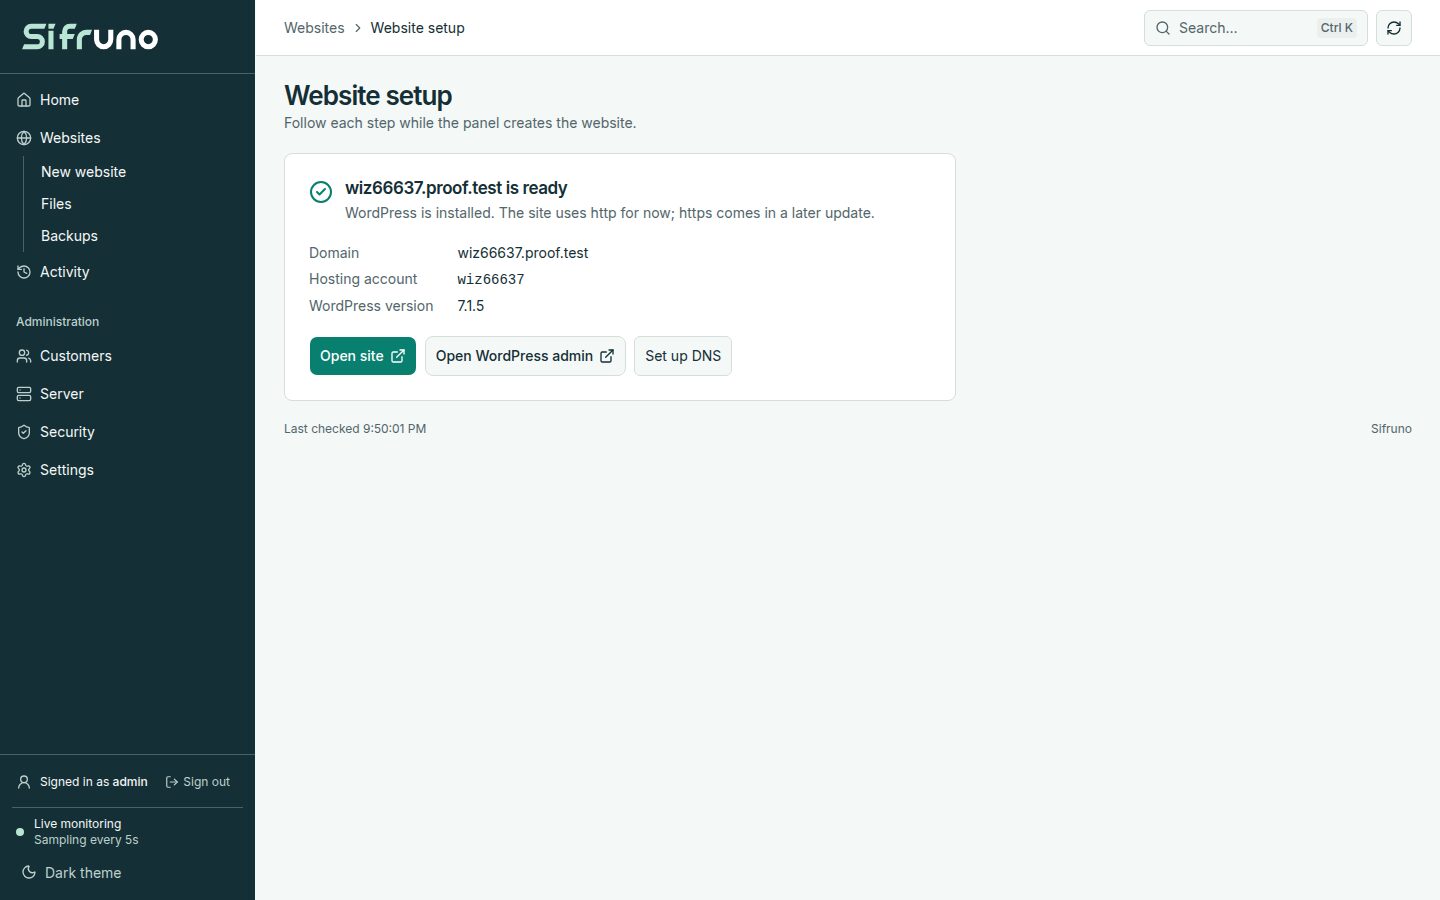 Sifruno
Home
Websites
New website
Files
Backups
Activity
Administration
Customers
Server
Security
Settings
Signed in as admin
Sign out
Live monitoring
Sampling every 5s
Dark theme
Websites > Website setup
Search...
Ctrl K
Website setup
Follow each step while the panel creates the website.
wiz66637.proof.test is ready
WordPress is installed. The site uses http for now; https comes in a later update.
Domain wiz66637.proof.test
Hosting account wiz66637
WordPress version 7.1.5
Open site
Open WordPress admin
Set up DNS
Last checked 9:50:01 PM
Sifruno